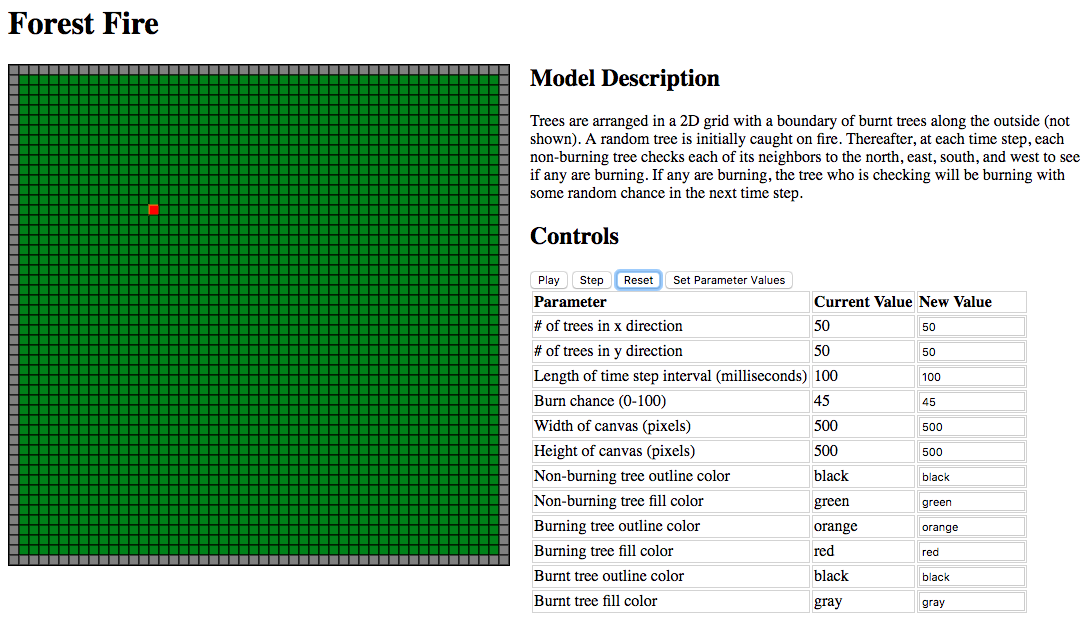 Forest Fire
Model Description
Trees are arranged in a 2D grid with a boundary of burnt trees along the outside (not
shown). A random tree is initially caught on fire. Thereafter, at each time step, each
non-burning tree checks each of its neighbors to the north, east, south, and west to see
if any are burning. If any are burning, the tree who is checking will be burning with
some random chance in the next time step.
Controls
Play Step Reset Set Parameter Values
Parameter Current Value New Value
# of trees in x direction 50 50
# of trees in y direction 50 50
Length of time step interval (milliseconds) 100 100
Burn chance (0-100) 45 45
Width of canvas (pixels) 500 500
Height of canvas (pixels) 500 500
Non-burning tree outline color black black
Non-burning tree fill color green green
Burning tree outline color orange orange
Burning tree fill color red red
Burnt tree outline color black black
Burnt tree fill color gray gray